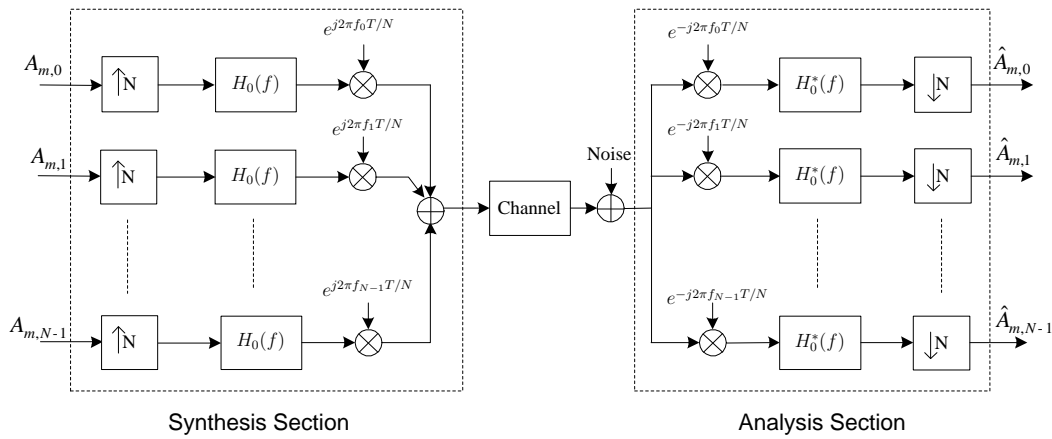 e^{j2πf_0T/N}
A_{m,0}
↑N
H_0(f)
e^{j2πf_1T/N}
A_{m,1}
↑N
H_0(f)
e^{j2πf_{N-1}T/N}
A_{m,N-1}
↑N
H_0(f)
Synthesis Section
Channel
Noise
e^{-j2πf_0T/N}
H_0^*(f)
↓N
Â_{m,0}
e^{-j2πf_1T/N}
H_0^*(f)
↓N
Â_{m,1}
e^{-j2πf_{N-1}T/N}
H_0^*(f)
↓N
Â_{m,N-1}
Analysis Section